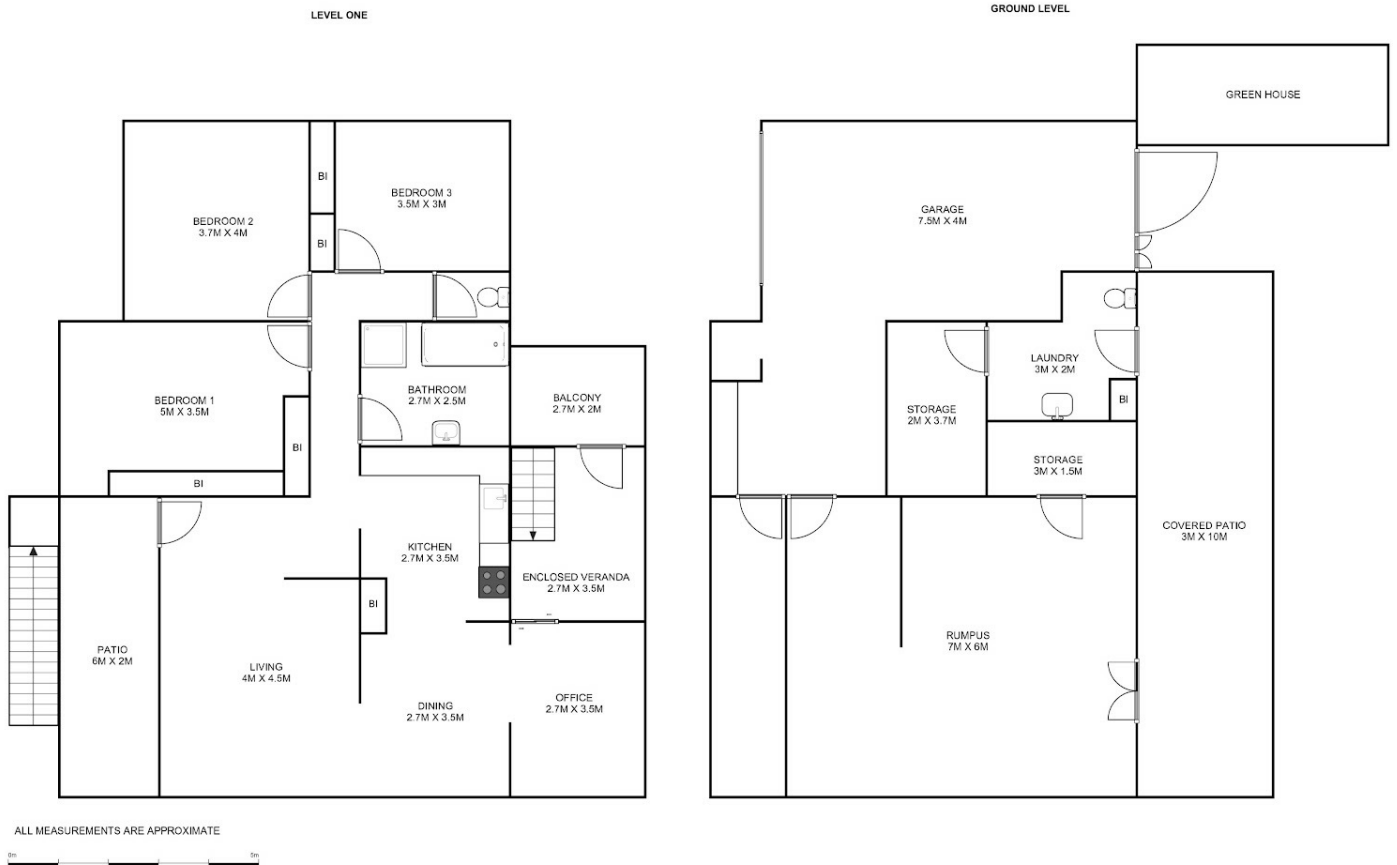 LEVEL ONE
GROUND LEVEL
GREEN HOUSE
BI
BEDROOM 3
3.5M X 3M
BEDROOM 2
3.7M X 4M
BI
GARAGE
7.5M X 4M
BEDROOM 1
5M X 3.5M
BATHROOM
2.7M X 2.5M
BALCONY
2.7M X 2M
LAUNDRY
3M X 2M
BI
STORAGE
2M X 3.7M
BI
BI
STORAGE
3M X 1.5M
KITCHEN
2.7M X 3.5M
ENCLOSED VERANDA
2.7M X 3.5M
COVERED PATIO
3M X 10M
BI
PATIO
6M X 2M
LIVING
4M X 4.5M
DINING
2.7M X 3.5M
OFFICE
2.7M X 3.5M
RUMPUS
7M X 6M
ALL MEASUREMENTS ARE APPROXIMATE
0m
5m